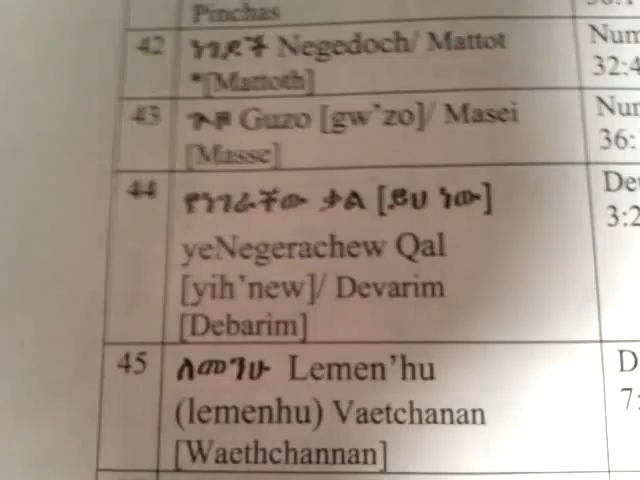 Pinchas
42 ነገዶች Negedoch/ Mattot Num
*[Mattoth] 32:4
43 ጉዞ Guzo [gw’zo]/ Masei Num
[Masse] 36:
44 የነገራቸው ቃል [ይህ ነው] Deu
yeNegerachew Qal 3:2
[yih’new]/ Devarim
[Debarim]
45 ለመንሁ Lemen’hu D
(lemenhu) Vaetchanan 7:
[Waethchannan]